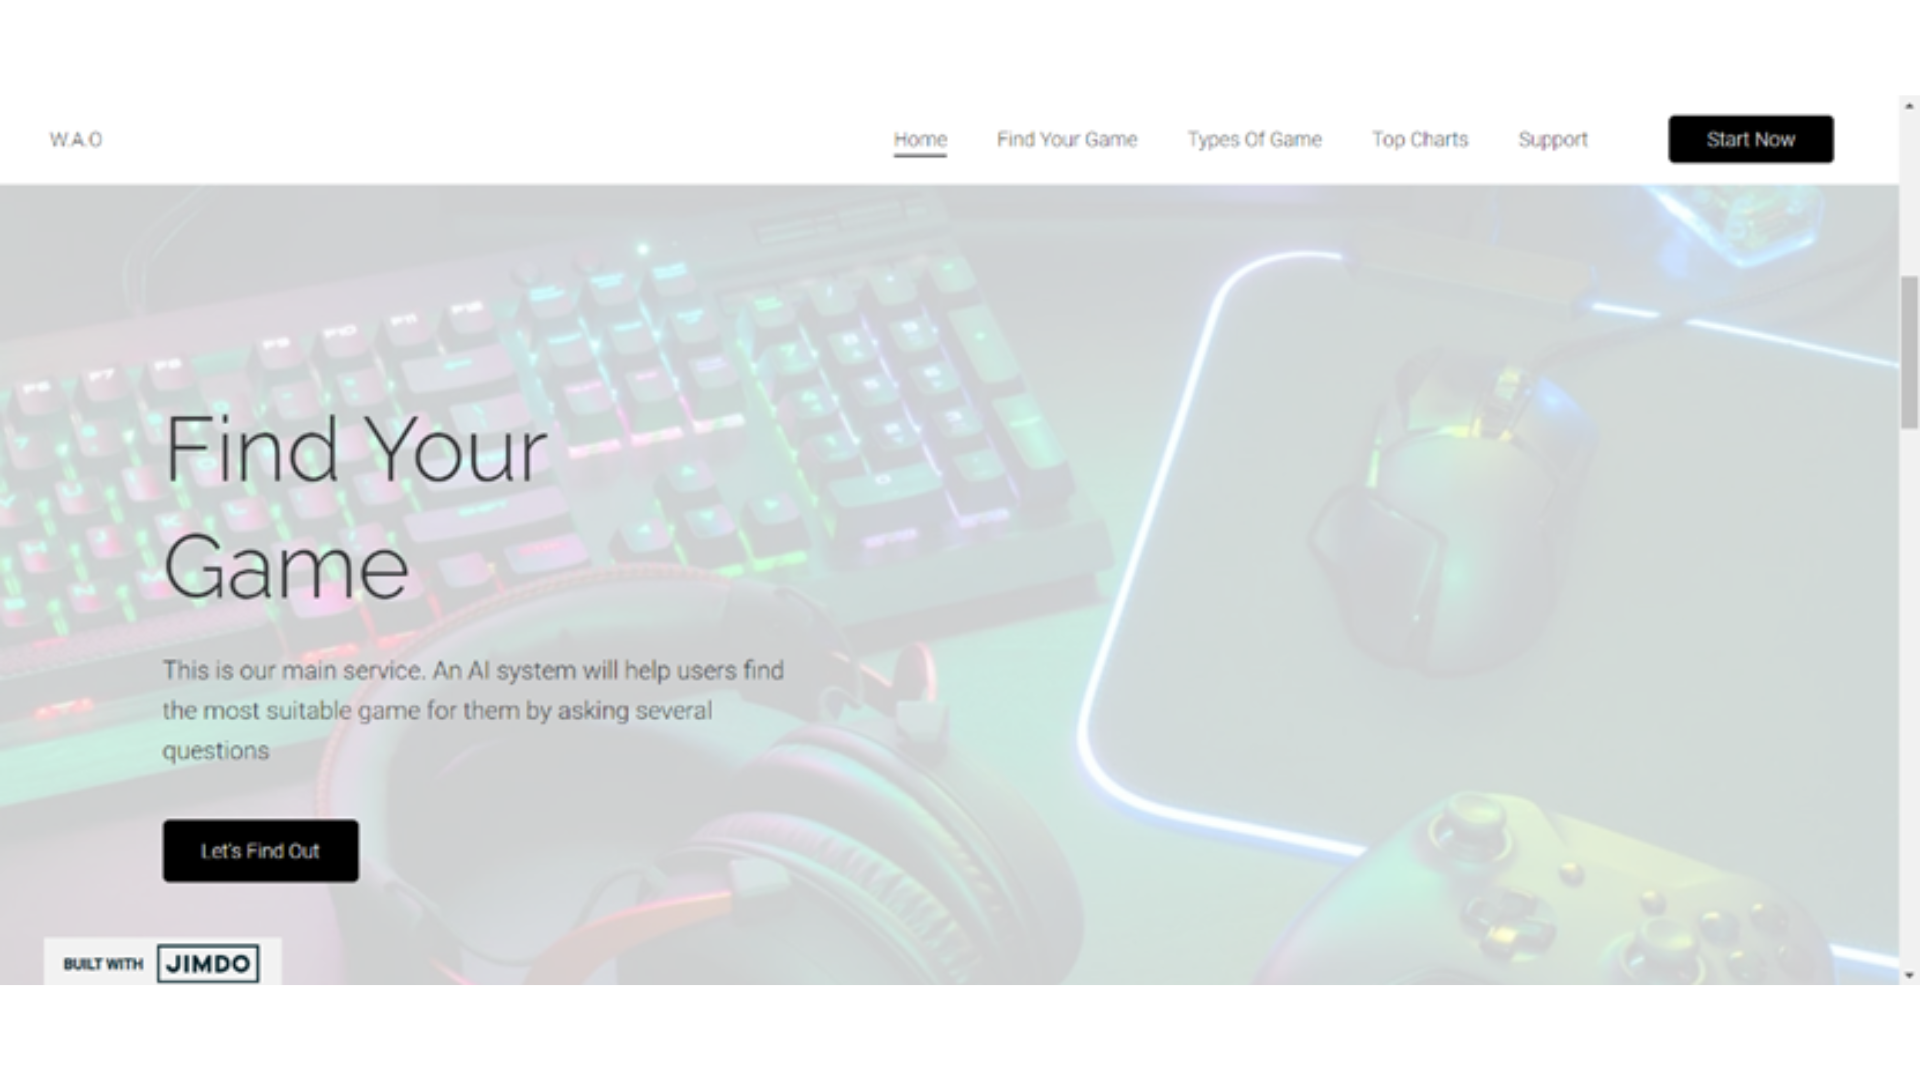 W.A.O
Home
Find Your Game
Types Of Game
Top Charts
Support
Start Now
Find Your
Game
This is our main service. An AI system will help users find
the most suitable game for them by asking several
questions
Let's Find Out
BUILT WITH JIMDO